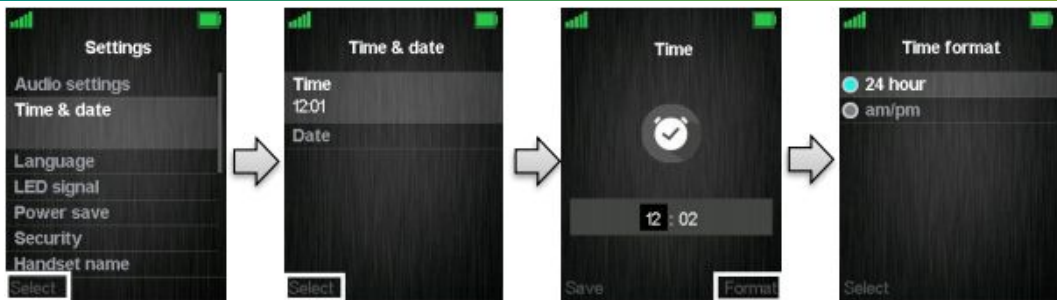 Settings
Audio settings
Time & date
Language
LED signal
Power save
Security
Handset name
Select
Time & date
Time
12:01
Date
Select
Time
12 : 02
Save
Format
Time format
24 hour
am/pm
Select